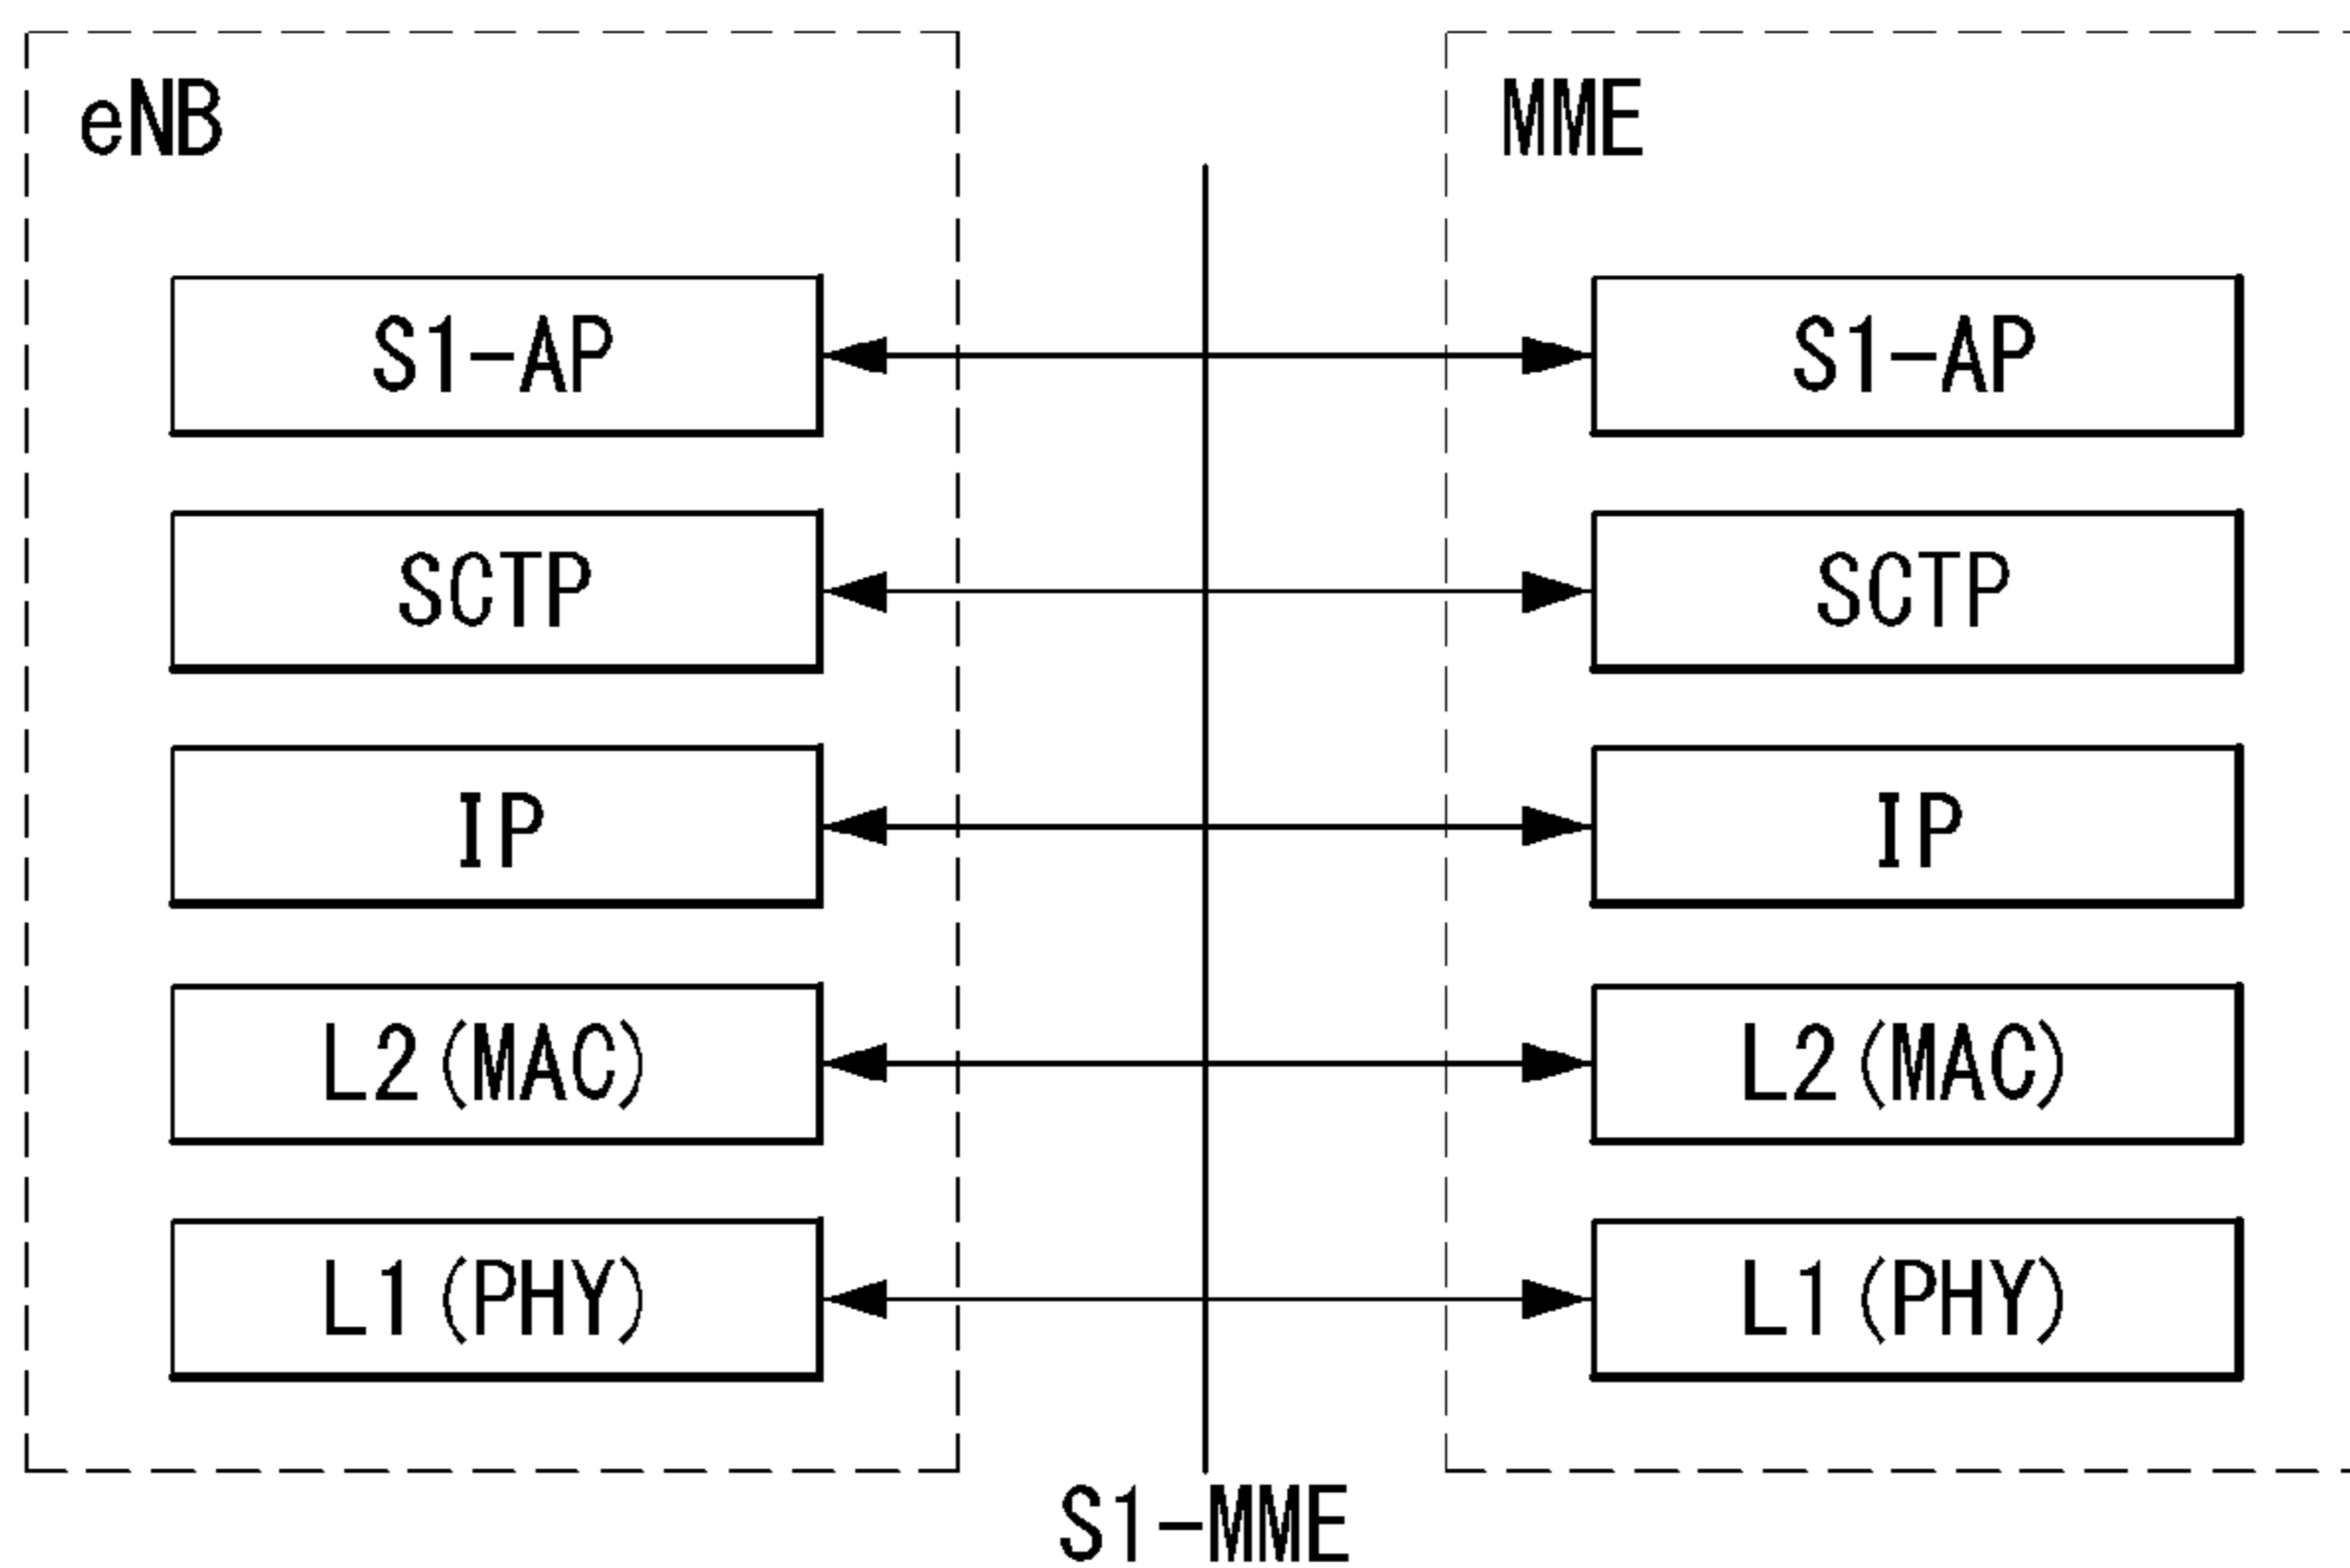 eNB
MME
S1-AP
S1-AP
SCTP
SCTP
IP
IP
L2(MAC)
L2(MAC)
L1(PHY)
L1(PHY)
S1-MME